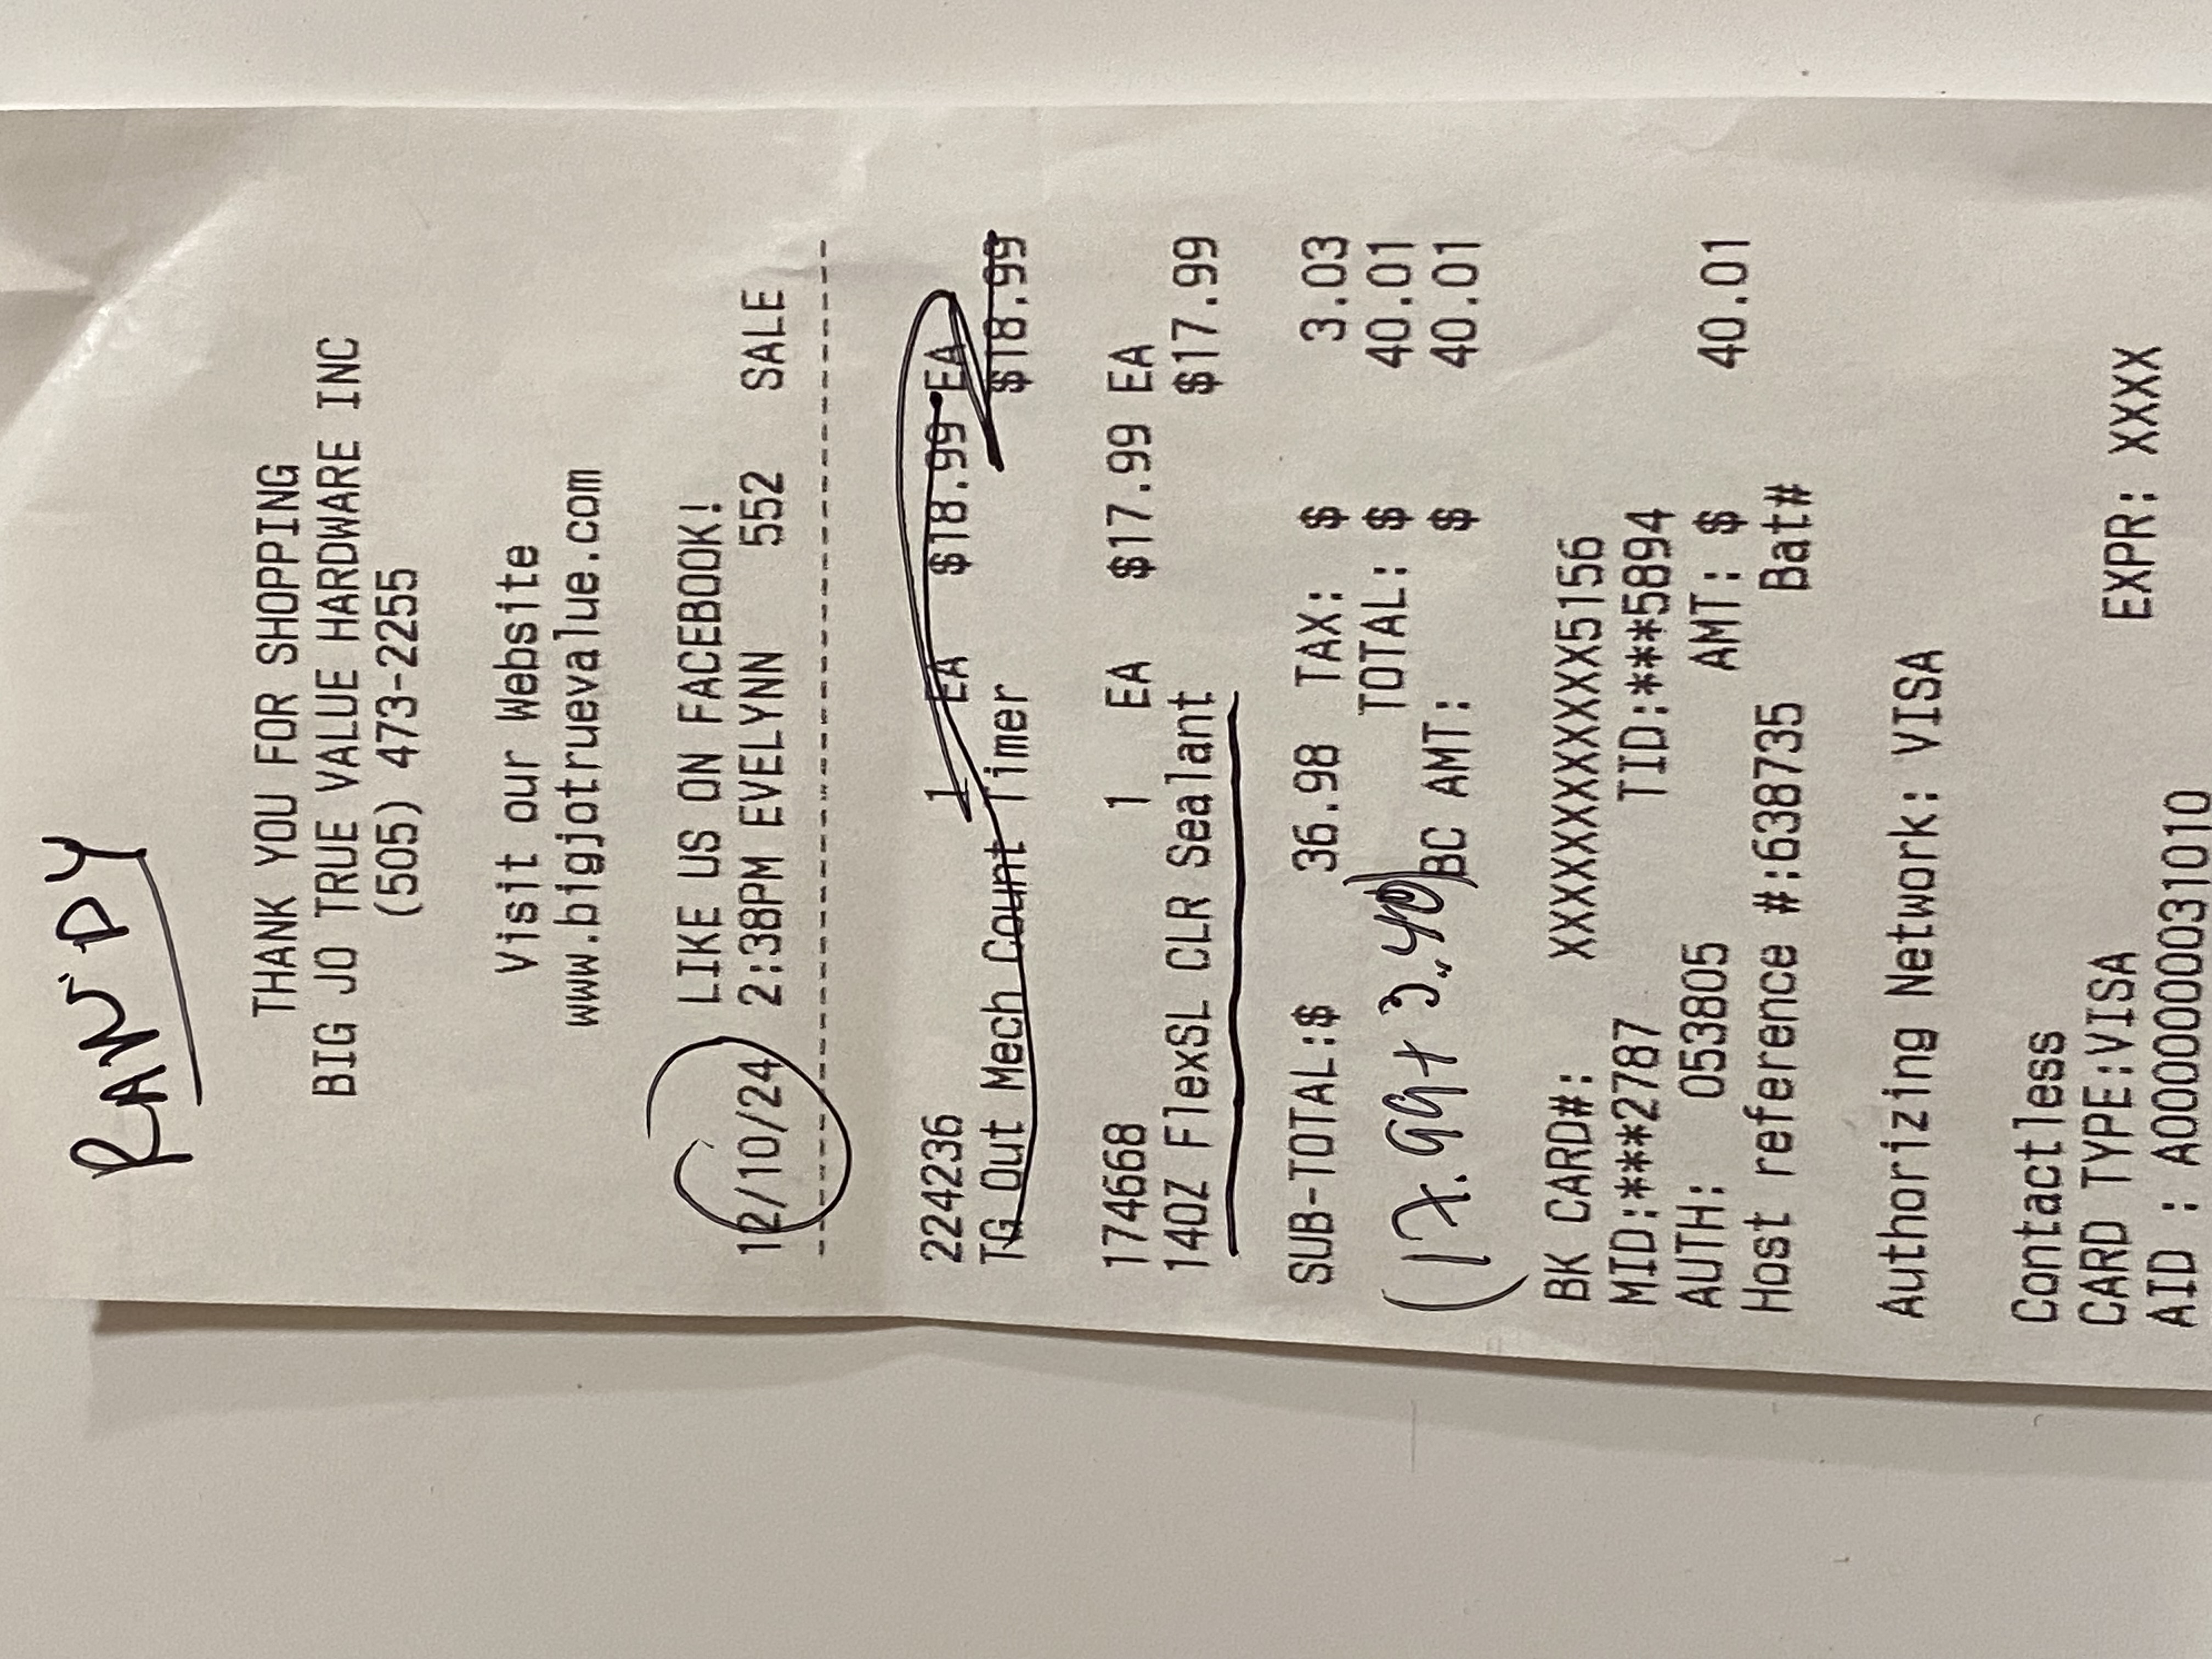 RANDY
THANK YOU FOR SHOPPING
BIG JO TRUE VALUE HARDWARE INC
(505) 473-2255
Visit our Website
www.bigjotruevalue.com
LIKE US ON FACEBOOK!
12/10/24 2:38PM EVELYNN 552 SALE
224236 1 EA $18.99 EA
TG Out Mech Count Timer $18.99
174668 1 EA $17.99 EA
14OZ FlexSL CLR Sealant $17.99
SUB-TOTAL:$ 36.98 TAX: $ 3.03
TOTAL: $ 40.01
(17.99+ 3.40) BC AMT: $ 40.01
BK CARD#: XXXXXXXXXXXX5156
MID:***2787 TID:***5894
AUTH: 053805 AMT: $ 40.01
Host reference #:638735 Bat#
Authorizing Network: VISA
Contactless
CARD TYPE:VISA EXPR: XXXX
AID : A0000000031010